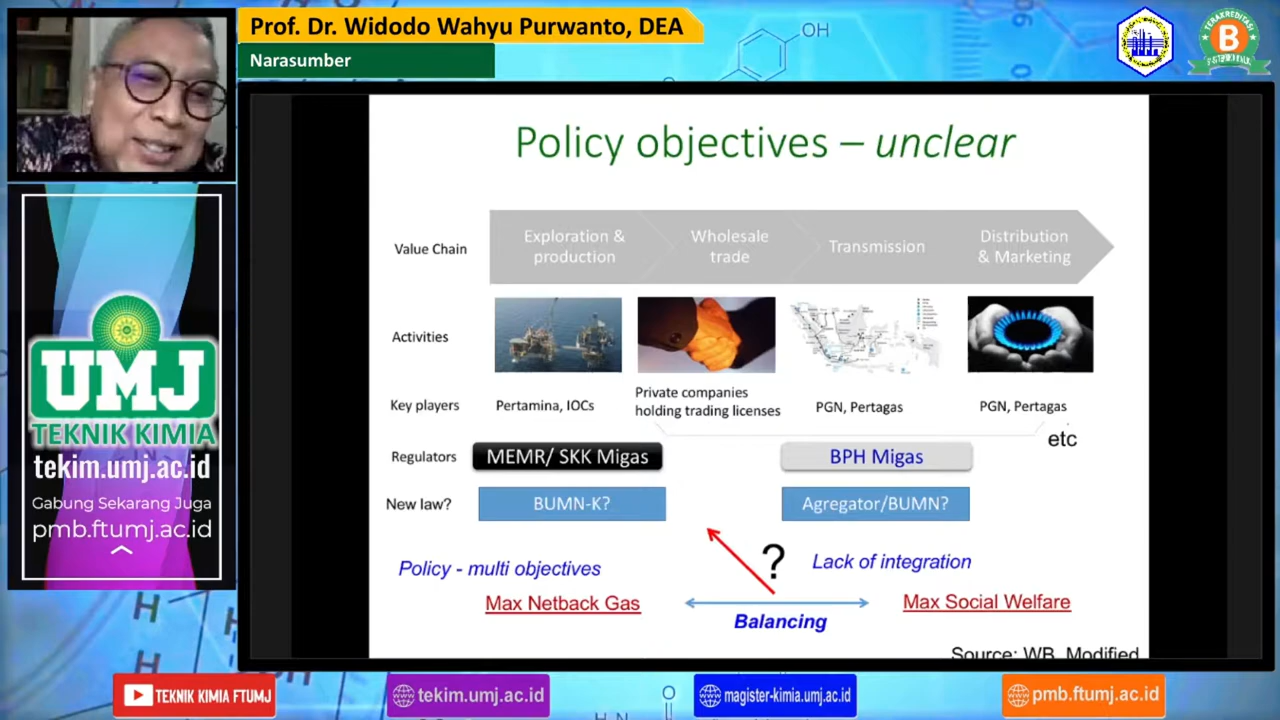 Prof. Dr. Widodo Wahyu Purwanto, DEA
Narasumber
OH
TERAKREDITASI
B
Policy objectives – unclear
Value Chain
Exploration &
production
Wholesale
trade
Transmission
Distribution
& Marketing
Activities
Key players
Pertamina, IOCs
Private companies
holding trading licenses
PGN, Pertagas
PGN, Pertagas
etc
Regulators
MEMR/ SKK Migas
BPH Migas
New law?
BUMN-K?
Agregator/BUMN?
Policy - multi objectives
?
Lack of integration
Max Netback Gas
Max Social Welfare
Balancing
Source: WB, Modified
UMJ
TEKNIK KIMIA
tekim.umj.ac.id
Gabung Sekarang Juga
pmb.ftumj.ac.id
H
H
H
O
H N
TEKNIK KIMIA FTUMJ
tekim.umj.ac.id
magister-kimia.umj.ac.id
pmb.ftumj.ac.id